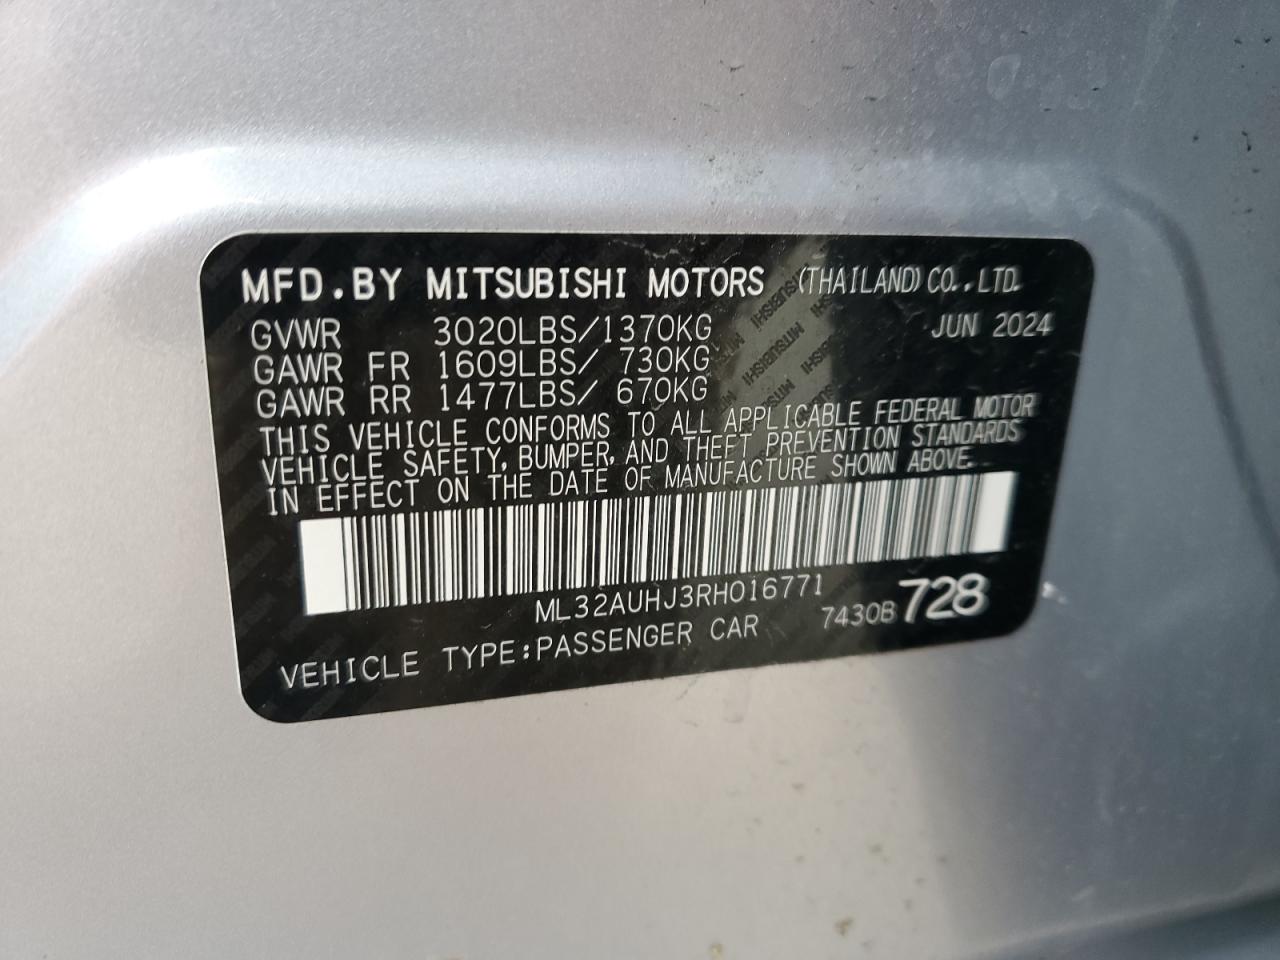 MFD.BY MITSUBISHI MOTORS (THAILAND) CO.,LTD.
GVWR 3020LBS/1370KG JUN 2024
GAWR FR 1609LBS/ 730KG
GAWR RR 1477LBS/ 670KG
THIS VEHICLE CONFORMS TO ALL APPLICABLE FEDERAL MOTOR
VEHICLE SAFETY, BUMPER, AND THEFT PREVENTION STANDARDS
IN EFFECT ON THE DATE OF MANUFACTURE SHOWN ABOVE.
ML32AUHJ3RH016771
VEHICLE TYPE:PASSENGER CAR 7430B 728